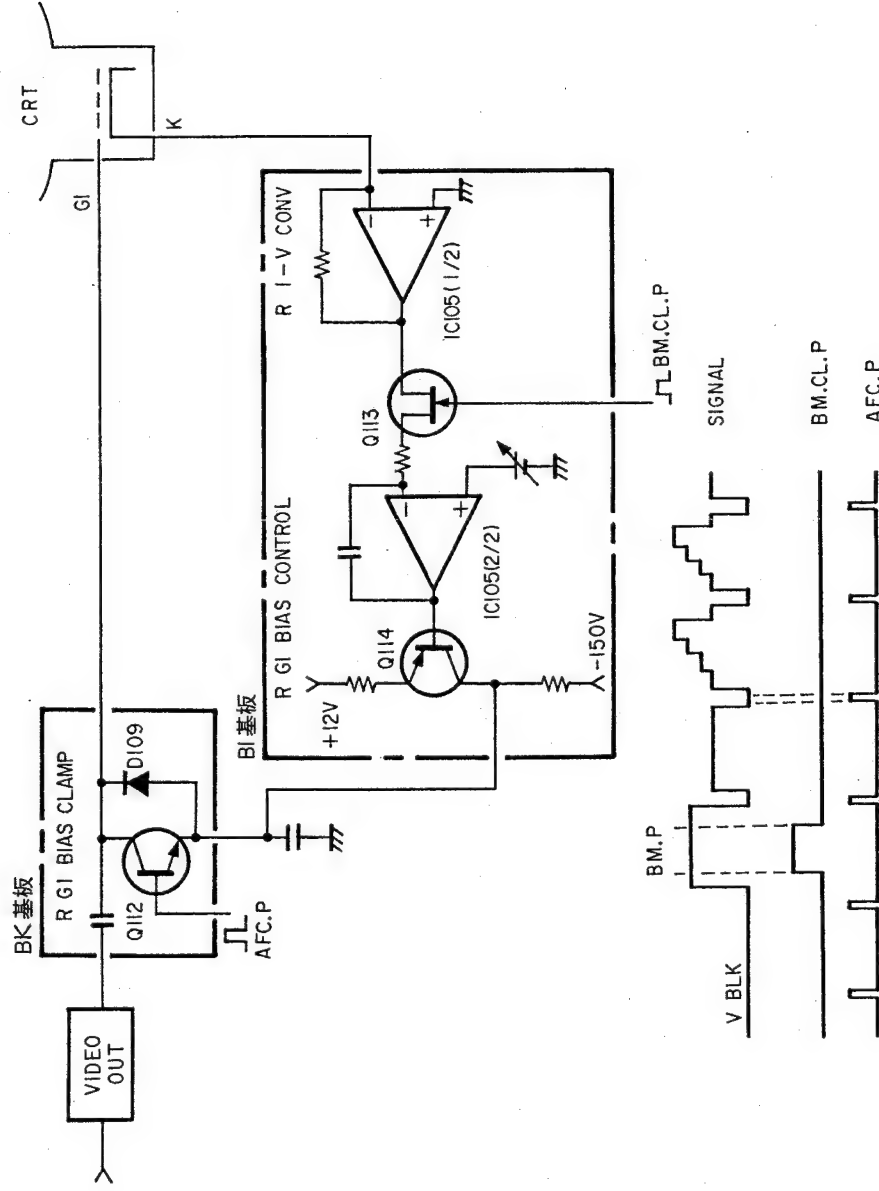 CRT
G1
K
BK基板
R G1 BIAS CLAMP
D109
Q112
AFC.P
VIDEO
OUT
BI基板
R G1 BIAS CONTROL
R I-V CONV
+12V
Q114
Q113
IC105(2/2)
IC105(1/2)
-150V
BM.CL.P
BM.P
V BLK
SIGNAL
BM.CL.P
AFC.P